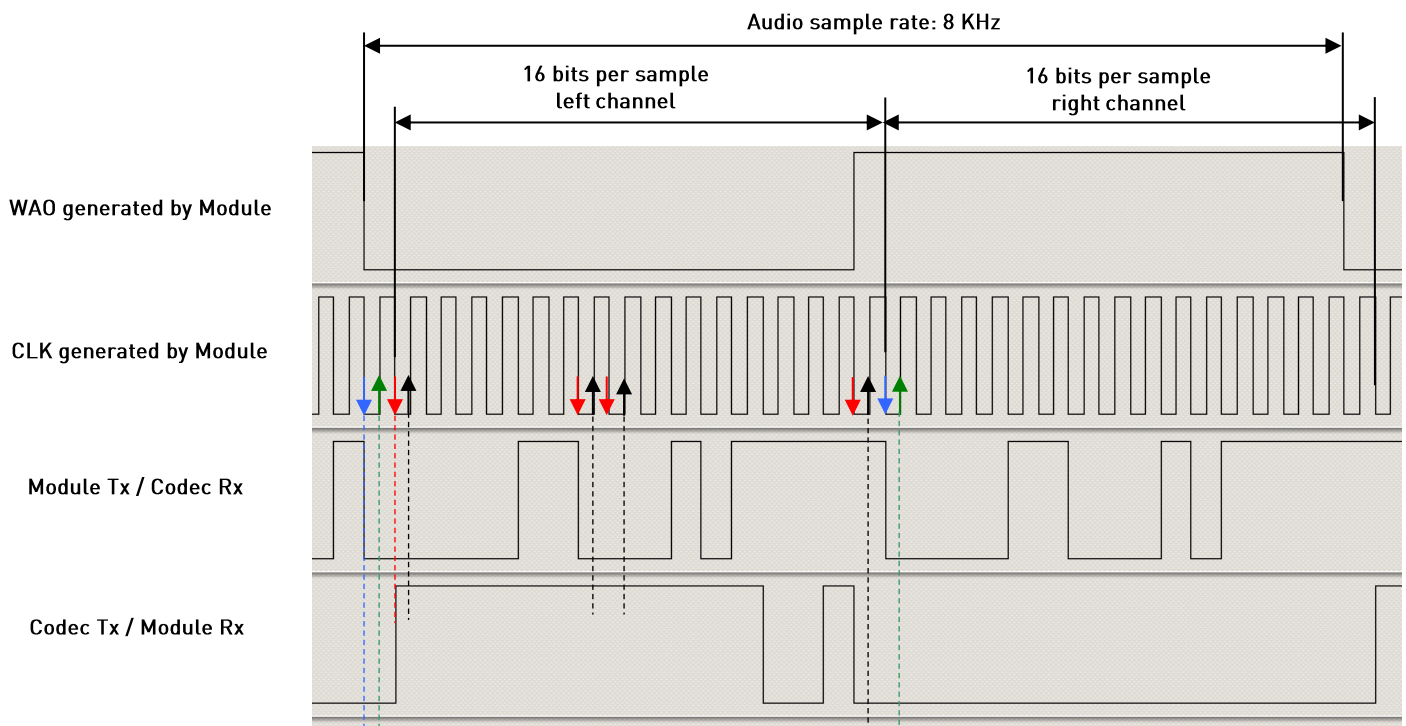 Audio sample rate: 8 KHz
16 bits per sample
left channel
16 bits per sample
right channel
WAO generated by Module
CLK generated by Module
Module Tx / Codec Rx
Codec Tx / Module Rx